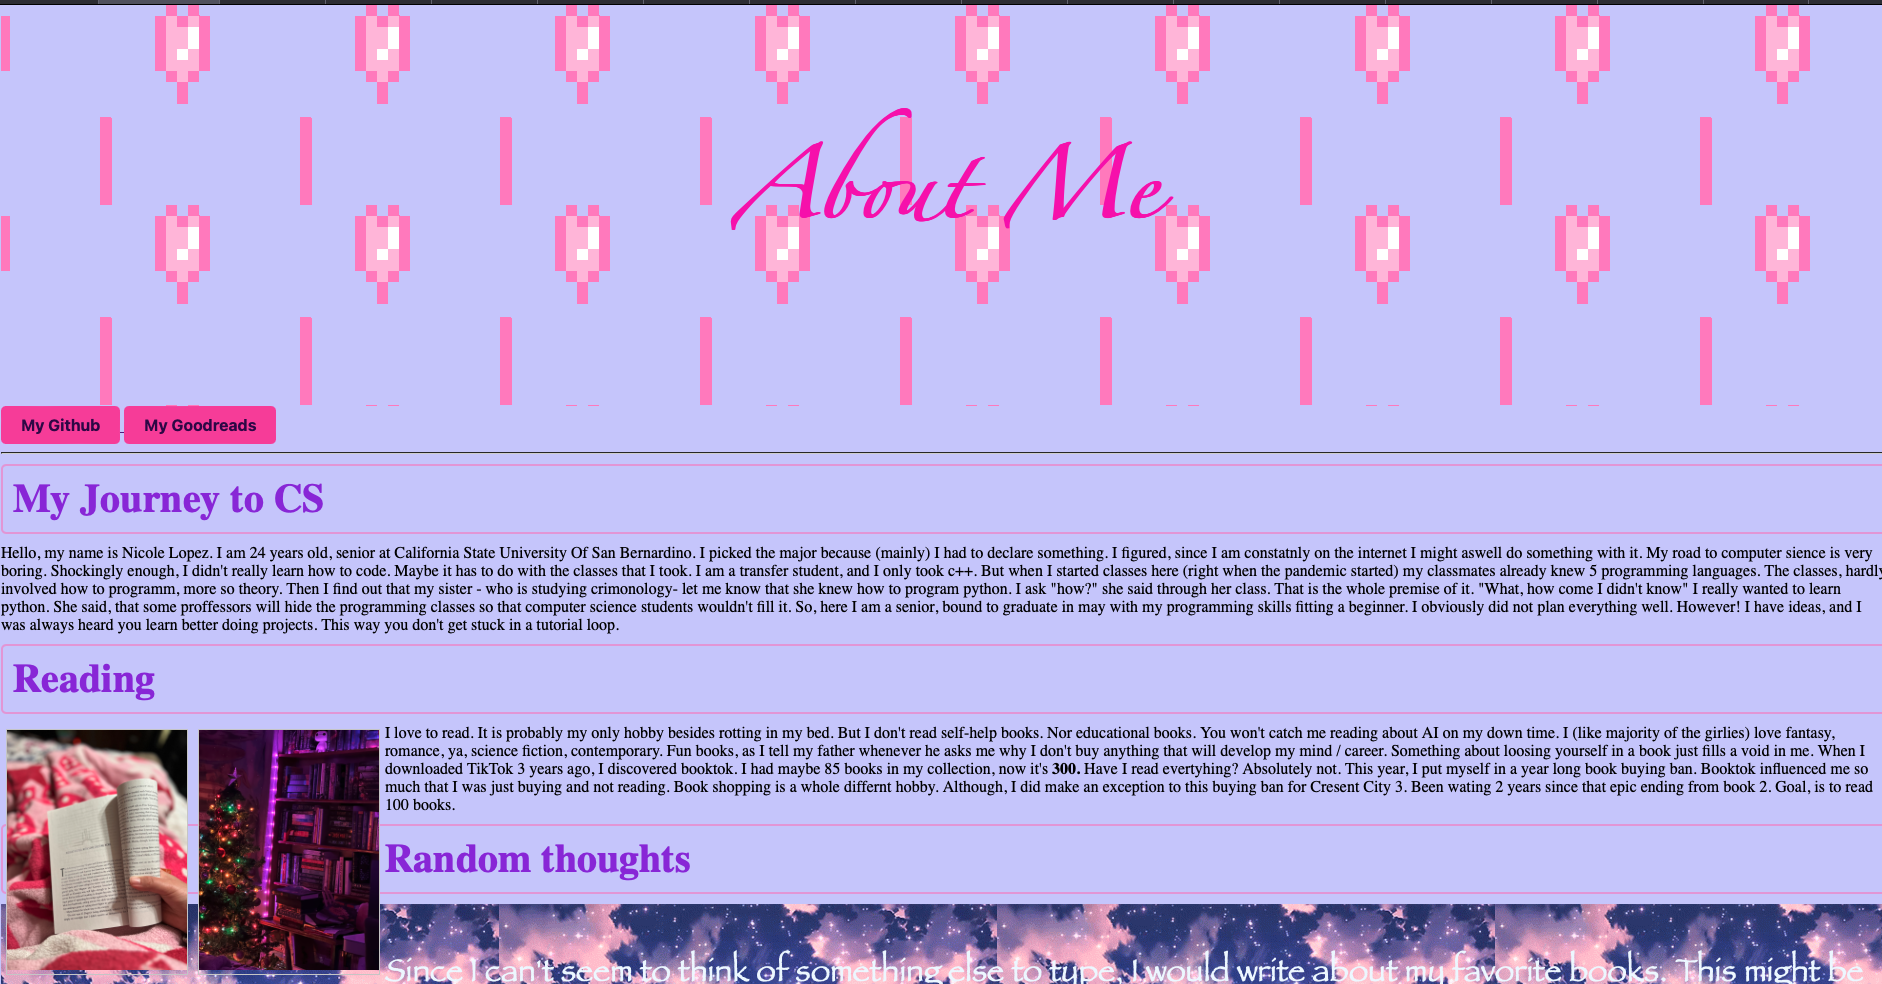 About Me
My Github My Goodreads
My Journey to CS
Hello, my name is Nicole Lopez. I am 24 years old, senior at California State University Of San Bernardino. I picked the major because (mainly) I had to declare something. I figured, since I am constatnly on the internet I might aswell do something with it. My road to computer sience is very
boring. Shockingly enough, I didn't really learn how to code. Maybe it has to do with the classes that I took. I am a transfer student, and I only took c++. But when I started classes here (right when the pandemic started) my classmates already knew 5 programming languages. The classes, hardly
involved how to programm, more so theory. Then I find out that my sister - who is studying crimonology- let me know that she knew how to program python. I ask "how?" she said through her class. That is the whole premise of it. "What, how come I didn't know" I really wanted to learn
python. She said, that some proffessors will hide the programming classes so that computer science students wouldn't fill it. So, here I am a senior, bound to graduate in may with my programming skills fitting a beginner. I obviously did not plan everything well. However! I have ideas, and I
was always heard you learn better doing projects. This way you don't get stuck in a tutorial loop.
Reading
I love to read. It is probably my only hobby besides rotting in my bed. But I don't read self-help books. Nor educational books. You won't catch me reading about AI on my down time. I (like majority of the girlies) love fantasy,
romance, ya, science fiction, contemporary. Fun books, as I tell my father whenever he asks me why I don't buy anything that will develop my mind / career. Something about loosing yourself in a book just fills a void in me. When I
downloaded TikTok 3 years ago, I discovered booktok. I had maybe 85 books in my collection, now it's 300. Have I read evertyhing? Absolutely not. This year, I put myself in a year long book buying ban. Booktok influenced me so
much that I was just buying and not reading. Book shopping is a whole differnt hobby. Although, I did make an exception to this buying ban for Cresent City 3. Been wating 2 years since that epic ending from book 2. Goal, is to read
100 books.
Random thoughts
Since I can't seem to think of something else to type, I would write about my favorite books. This might be